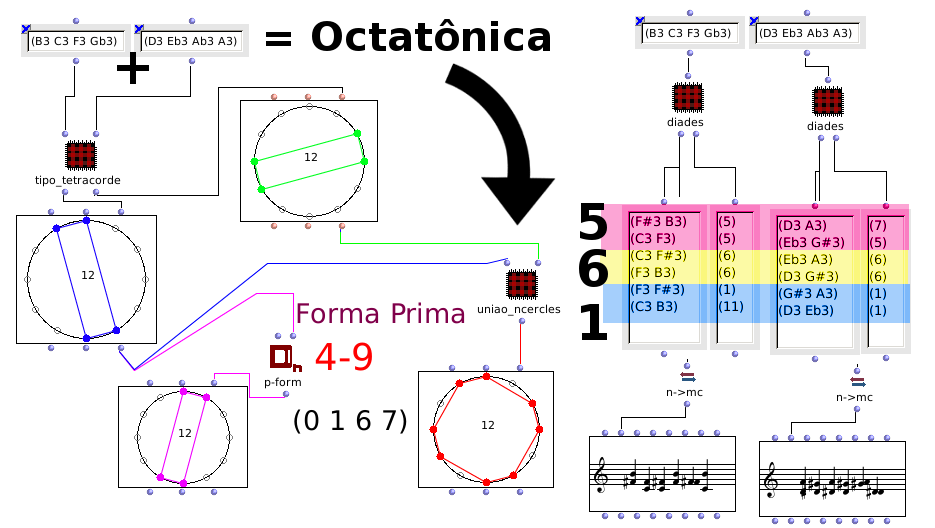 (B3 C3 F3 Gb3)
(D3 Eb3 Ab3 A3)
= Octatônica
+
tipo_tetracorde
12
12
uniao_ncercles
Forma Prima
p-form
4-9
(0 1 6 7)
12
12
(B3 C3 F3 Gb3)
(D3 Eb3 Ab3 A3)
diades
diades
5
6
1
(F#3 B3)
(C3 F3)
(C3 F#3)
(F3 B3)
(F3 F#3)
(C3 B3)
(5)
(5)
(6)
(6)
(1)
(11)
(D3 A3)
(Eb3 G#3)
(Eb3 A3)
(D3 G#3)
(G#3 A3)
(D3 Eb3)
(7)
(5)
(6)
(6)
(1)
(1)
n->mc
n->mc